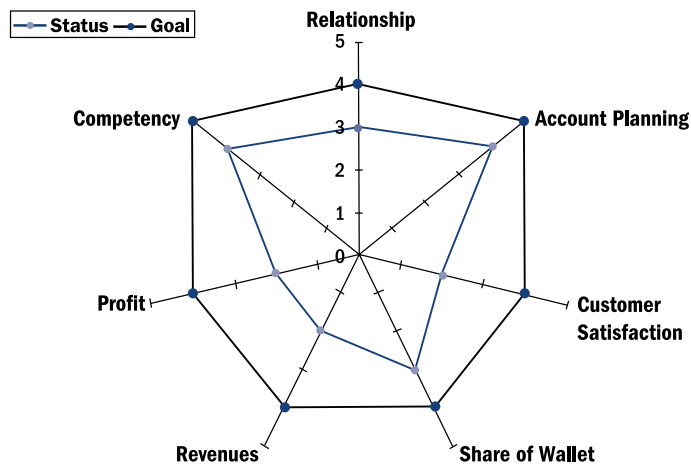 Status Goal
Relationship
5
4
3
2
1
0
Competency
Account Planning
Profit
Customer
Satisfaction
Revenues
Share of Wallet